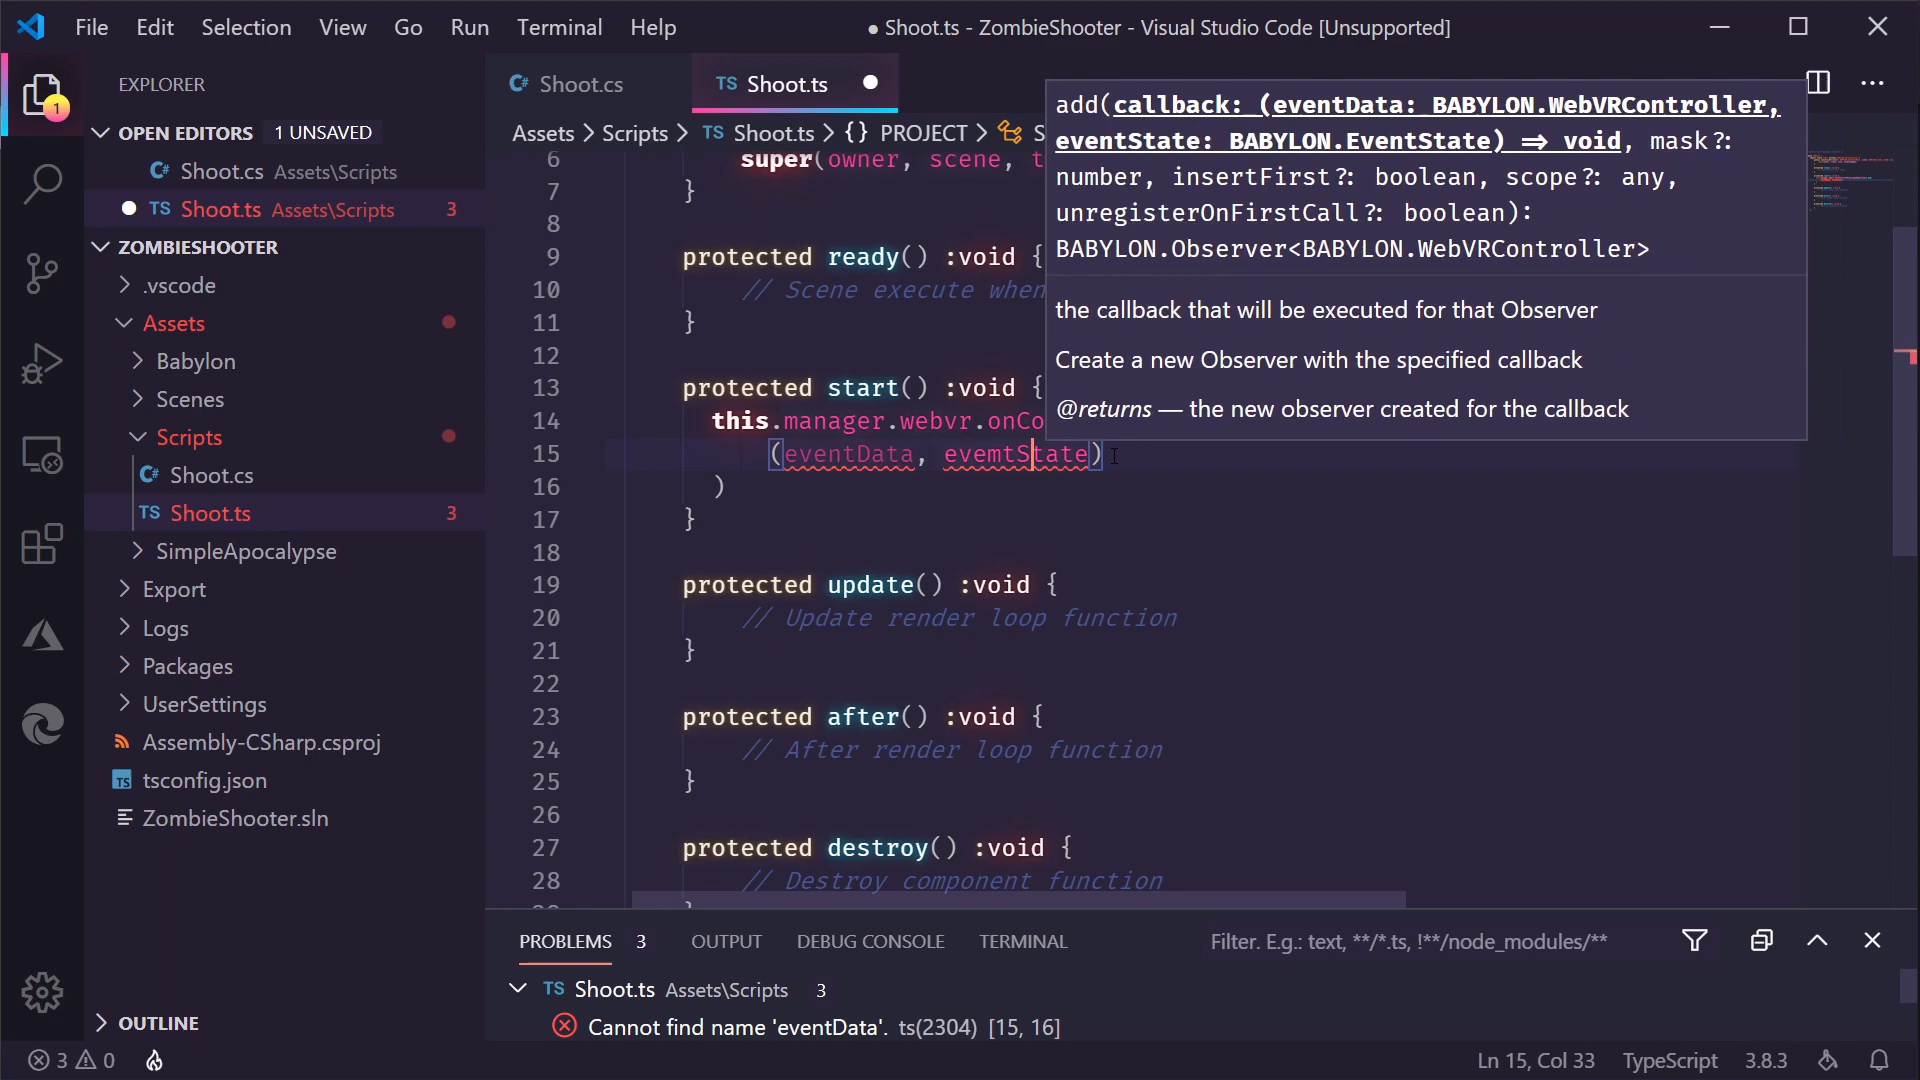 File Edit Selection View Go Run Terminal Help
● Shoot.ts - ZombieShooter - Visual Studio Code [Unsupported]
EXPLORER
OPEN EDITORS 1 UNSAVED
C# Shoot.cs Assets\Scripts
TS Shoot.ts Assets\Scripts 3
ZOMBIESHOOTER
.vscode
Assets
Babylon
Scenes
Scripts
C# Shoot.cs
TS Shoot.ts 3
SimpleApocalypse
Export
Logs
Packages
UserSettings
Assembly-CSharp.csproj
TS tsconfig.json
ZombieShooter.sln
OUTLINE
1
C# Shoot.cs TS Shoot.ts
Assets > Scripts > TS Shoot.ts > {} PROJECT > S
6 super(owner, scene, t
7 }
8
9 protected ready() :void {
10 // Scene execute when
11 }
12
13 protected start() :void {
14 this.manager.webvr.onCo
15 (eventData, evemtState)
16 )
17 }
18
19 protected update() :void {
20 // Update render loop function
21 }
22
23 protected after() :void {
24 // After render loop function
25 }
26
27 protected destroy() :void {
28 // Destroy component function
add(callback: (eventData: BABYLON.WebVRController,
eventState: BABYLON.EventState) => void, mask?:
number, insertFirst?: boolean, scope?: any,
unregisterOnFirstCall?: boolean):
BABYLON.Observer<BABYLON.WebVRController>
the callback that will be executed for that Observer
Create a new Observer with the specified callback
@returns — the new observer created for the callback
PROBLEMS 3 OUTPUT DEBUG CONSOLE TERMINAL Filter. E.g.: text, **/*.ts, !**/node_modules/**
TS Shoot.ts Assets\Scripts 3
Cannot find name 'eventData'. ts(2304) [15, 16]
3 0 Ln 15, Col 33 TypeScript 3.8.3